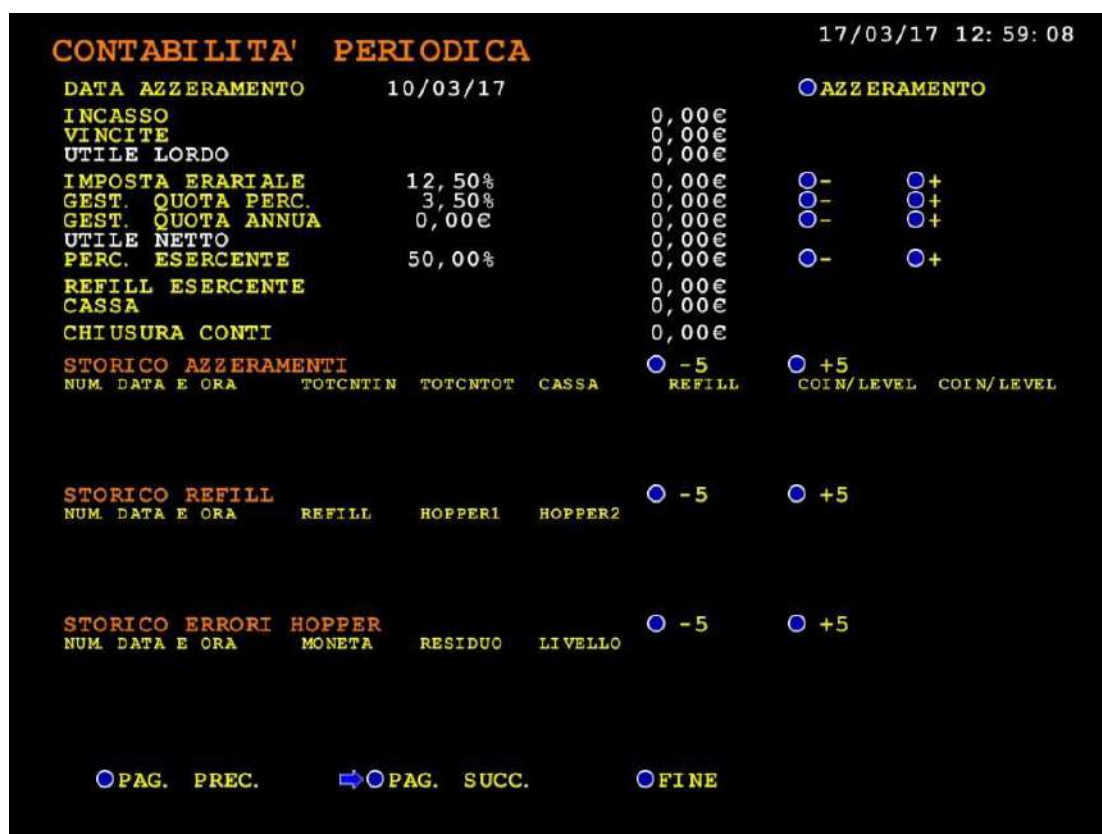 17/03/17 12:59:08
CONTABILITA' PERIODICA
DATA AZZERAMENTO 10/03/17 AZZERAMENTO
INCASSO 0,00€
VINCITE 0,00€
UTILE LORDO 0,00€
IMPOSTA ERARIALE 12,50% 0,00€ - +
GEST. QUOTA PERC. 3,50% 0,00€ - +
GEST. QUOTA ANNUA 0,00€ 0,00€ - +
UTILE NETTO 0,00€
PERC. ESERCENTE 50,00% 0,00€ - +
REFILL ESERCENTE 0,00€
CASSA 0,00€
CHIUSURA CONTI 0,00€
STORICO AZZERAMENTI -5 +5
NUM. DATA E ORA TOTCNTIN TOTCNTOT CASSA REFILL COIN/LEVEL COIN/LEVEL
STORICO REFILL -5 +5
NUM. DATA E ORA REFILL HOPPER1 HOPPER2
STORICO ERRORI HOPPER -5 +5
NUM. DATA E ORA MONETA RESIDUO LIVELLO
PAG. PREC. PAG. SUCC. FINE